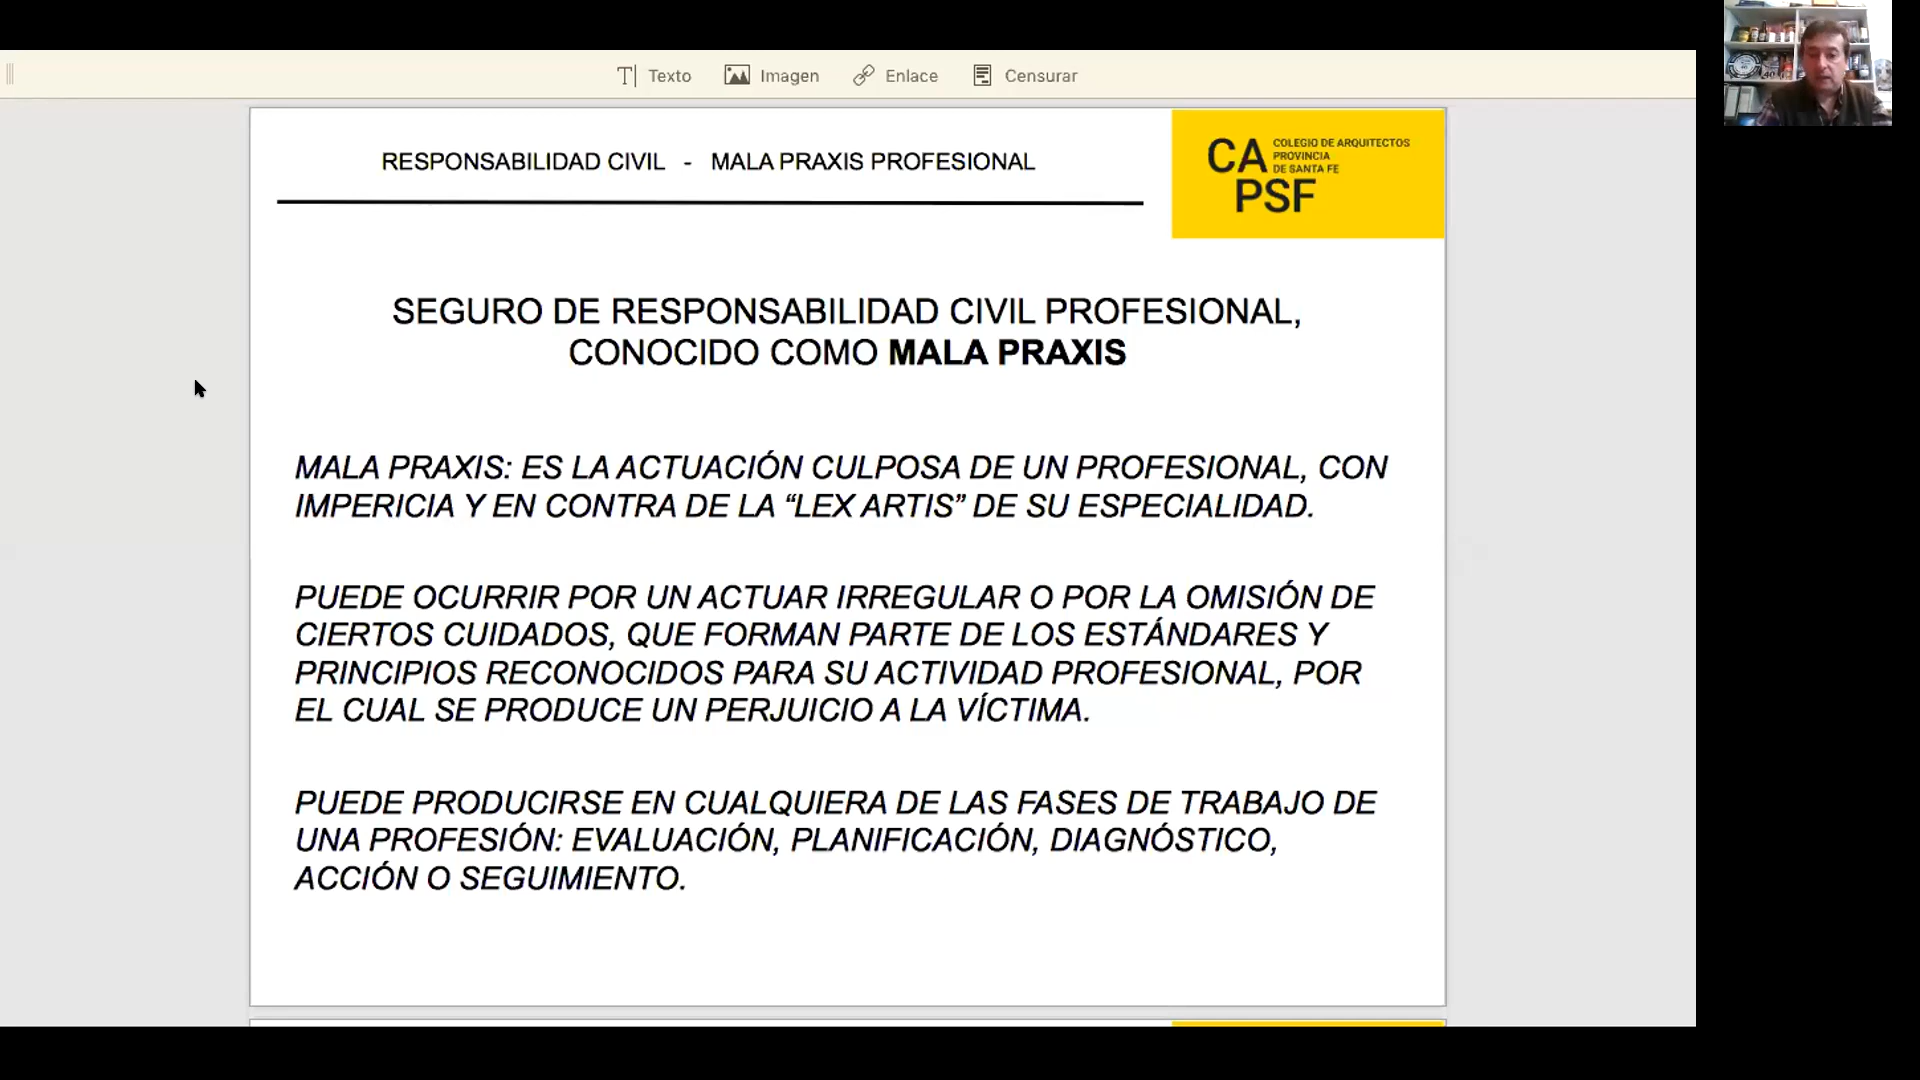 Texto Imagen Enlace Censurar
RESPONSABILIDAD CIVIL - MALA PRAXIS PROFESIONAL
CA COLEGIO DE ARQUITECTOS
PROVINCIA
DE SANTA FE
PSF
SEGURO DE RESPONSABILIDAD CIVIL PROFESIONAL,
CONOCIDO COMO MALA PRAXIS
MALA PRAXIS: ES LA ACTUACIÓN CULPOSA DE UN PROFESIONAL, CON
IMPERICIA Y EN CONTRA DE LA “LEX ARTIS” DE SU ESPECIALIDAD.
PUEDE OCURRIR POR UN ACTUAR IRREGULAR O POR LA OMISIÓN DE
CIERTOS CUIDADOS, QUE FORMAN PARTE DE LOS ESTÁNDARES Y
PRINCIPIOS RECONOCIDOS PARA SU ACTIVIDAD PROFESIONAL, POR
EL CUAL SE PRODUCE UN PERJUICIO A LA VÍCTIMA.
PUEDE PRODUCIRSE EN CUALQUIERA DE LAS FASES DE TRABAJO DE
UNA PROFESIÓN: EVALUACIÓN, PLANIFICACIÓN, DIAGNÓSTICO,
ACCIÓN O SEGUIMIENTO.